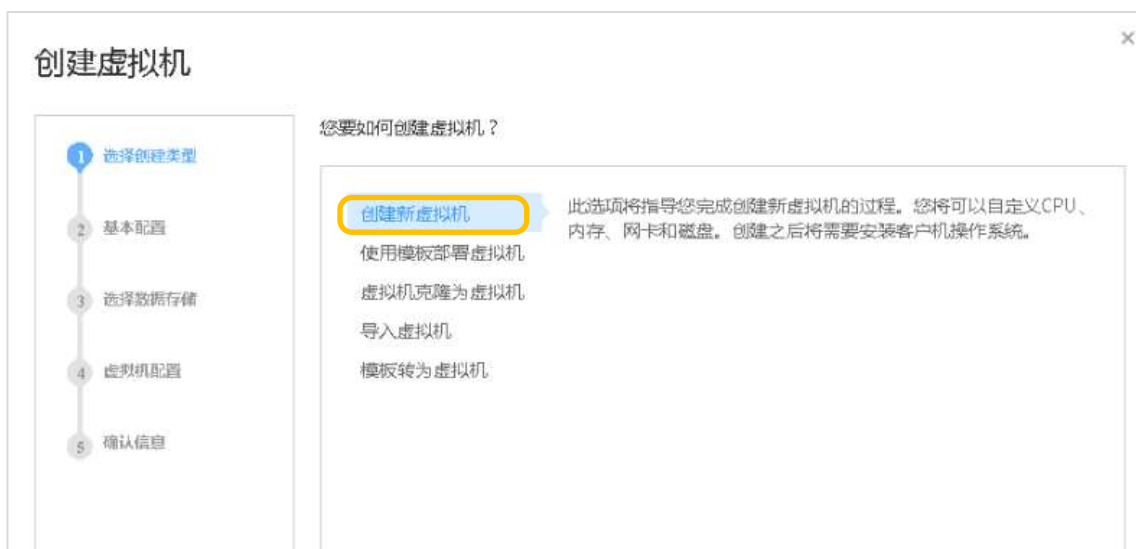 创建虚拟机
×
1 选择创建类型
2 基本配置
3 选择数据存储
4 虚拟机配置
5 确认信息
您要如何创建虚拟机？
创建新虚拟机
使用模板部署虚拟机
虚拟机克隆为虚拟机
导入虚拟机
模板转为虚拟机
此选项将指导您完成创建新虚拟机的过程。您将可以自定义CPU、
内存、网卡和磁盘。创建之后将需要安装客户机操作系统。